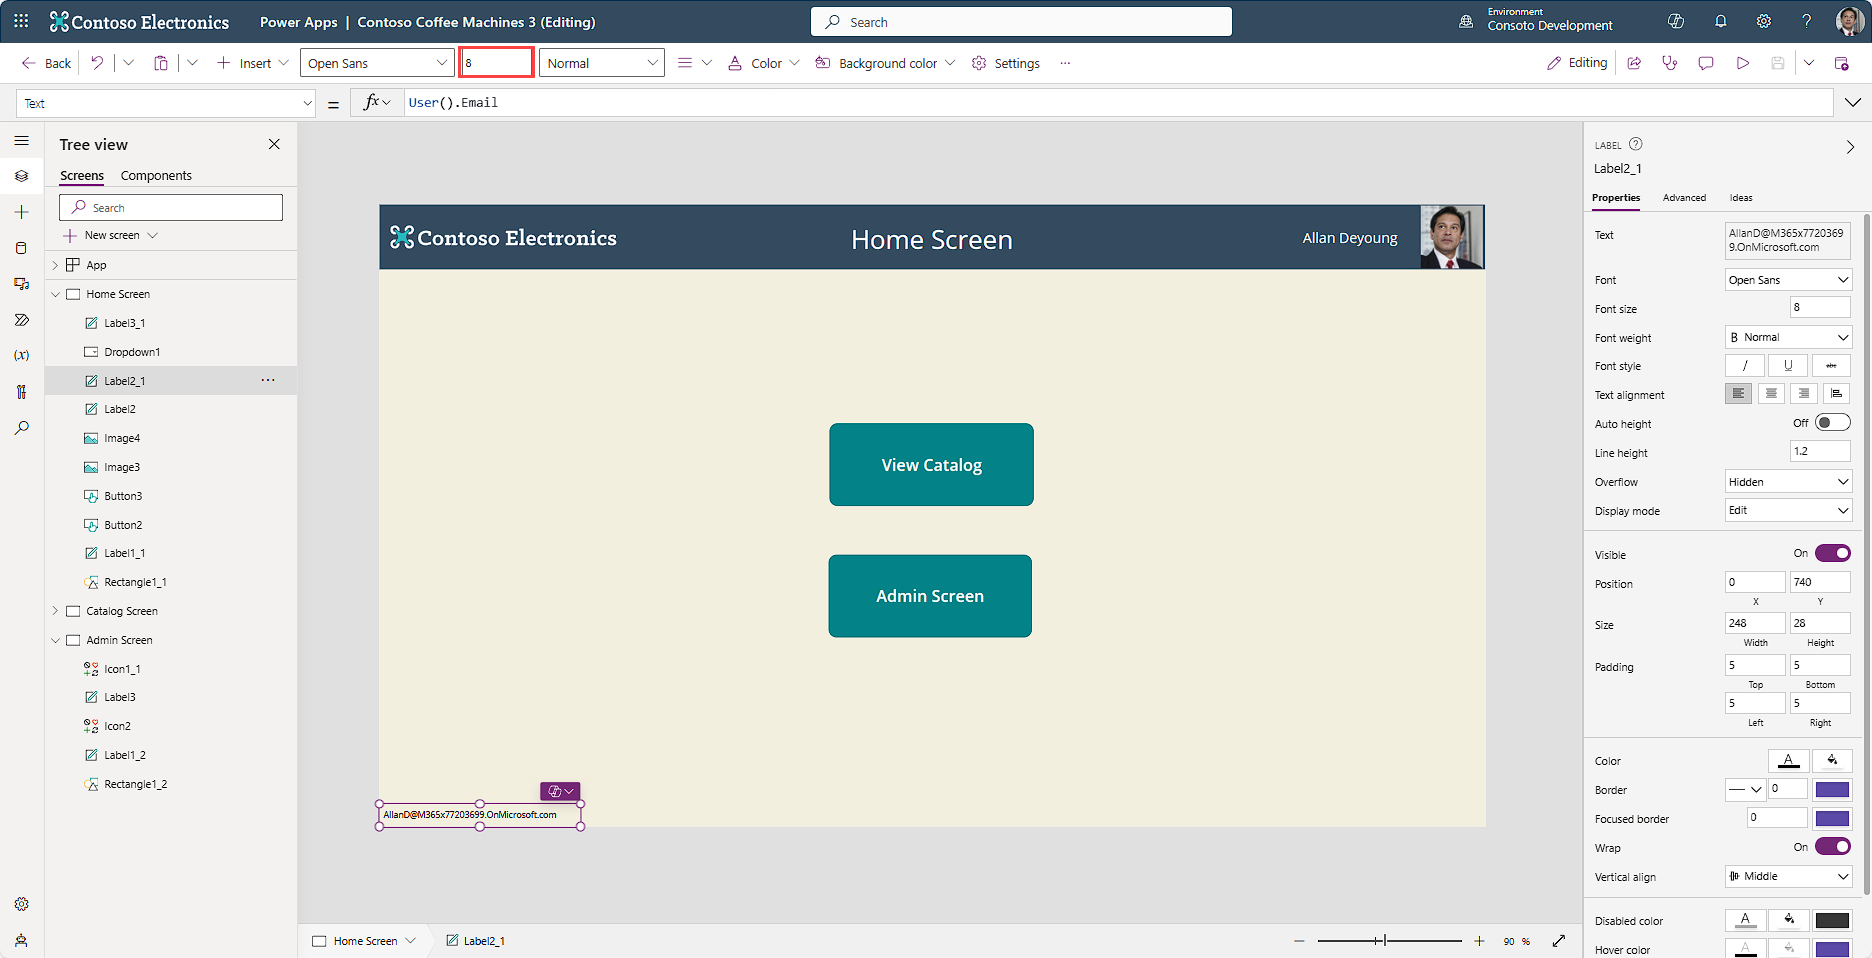 Contoso Electronics Power Apps | Contoso Coffee Machines 3 (Editing)
Search
Environment
Consoto Development
?
Back
Insert
Open Sans
8
Normal
Color
Background color
Settings
···
Editing
Text
=
fx
User().Email
Tree view
Screens
Components
Search
New screen
App
Home Screen
Label3_1
Dropdown1
Label2_1
···
Label2
Image4
Image3
Button3
Button2
Label1_1
Rectangle1_1
Catalog Screen
Admin Screen
Icon1_1
Label3
Icon2
Label1_2
Rectangle1_2
(x)
Contoso Electronics
Home Screen
Allan Deyoung
View Catalog
Admin Screen
AllanD@M365x77203699.OnMicrosoft.com
Home Screen
Label2_1
90 %
LABEL ?
Label2_1
Properties
Advanced
Ideas
Text
AllanD@M365x7720369
9.OnMicrosoft.com
Font
Open Sans
Font size
8
Font weight
B Normal
Font style
/ U abc
Text alignment
Auto height
Off
Line height
1.2
Overflow
Hidden
Display mode
Edit
Visible
On
Position
0 740
X Y
Size
248 28
Width Height
Padding
5 5
Top Bottom
5 5
Left Right
Color
A
Border
0
Focused border
0
Wrap
On
Vertical align
Middle
Disabled color
A
Hover color
A